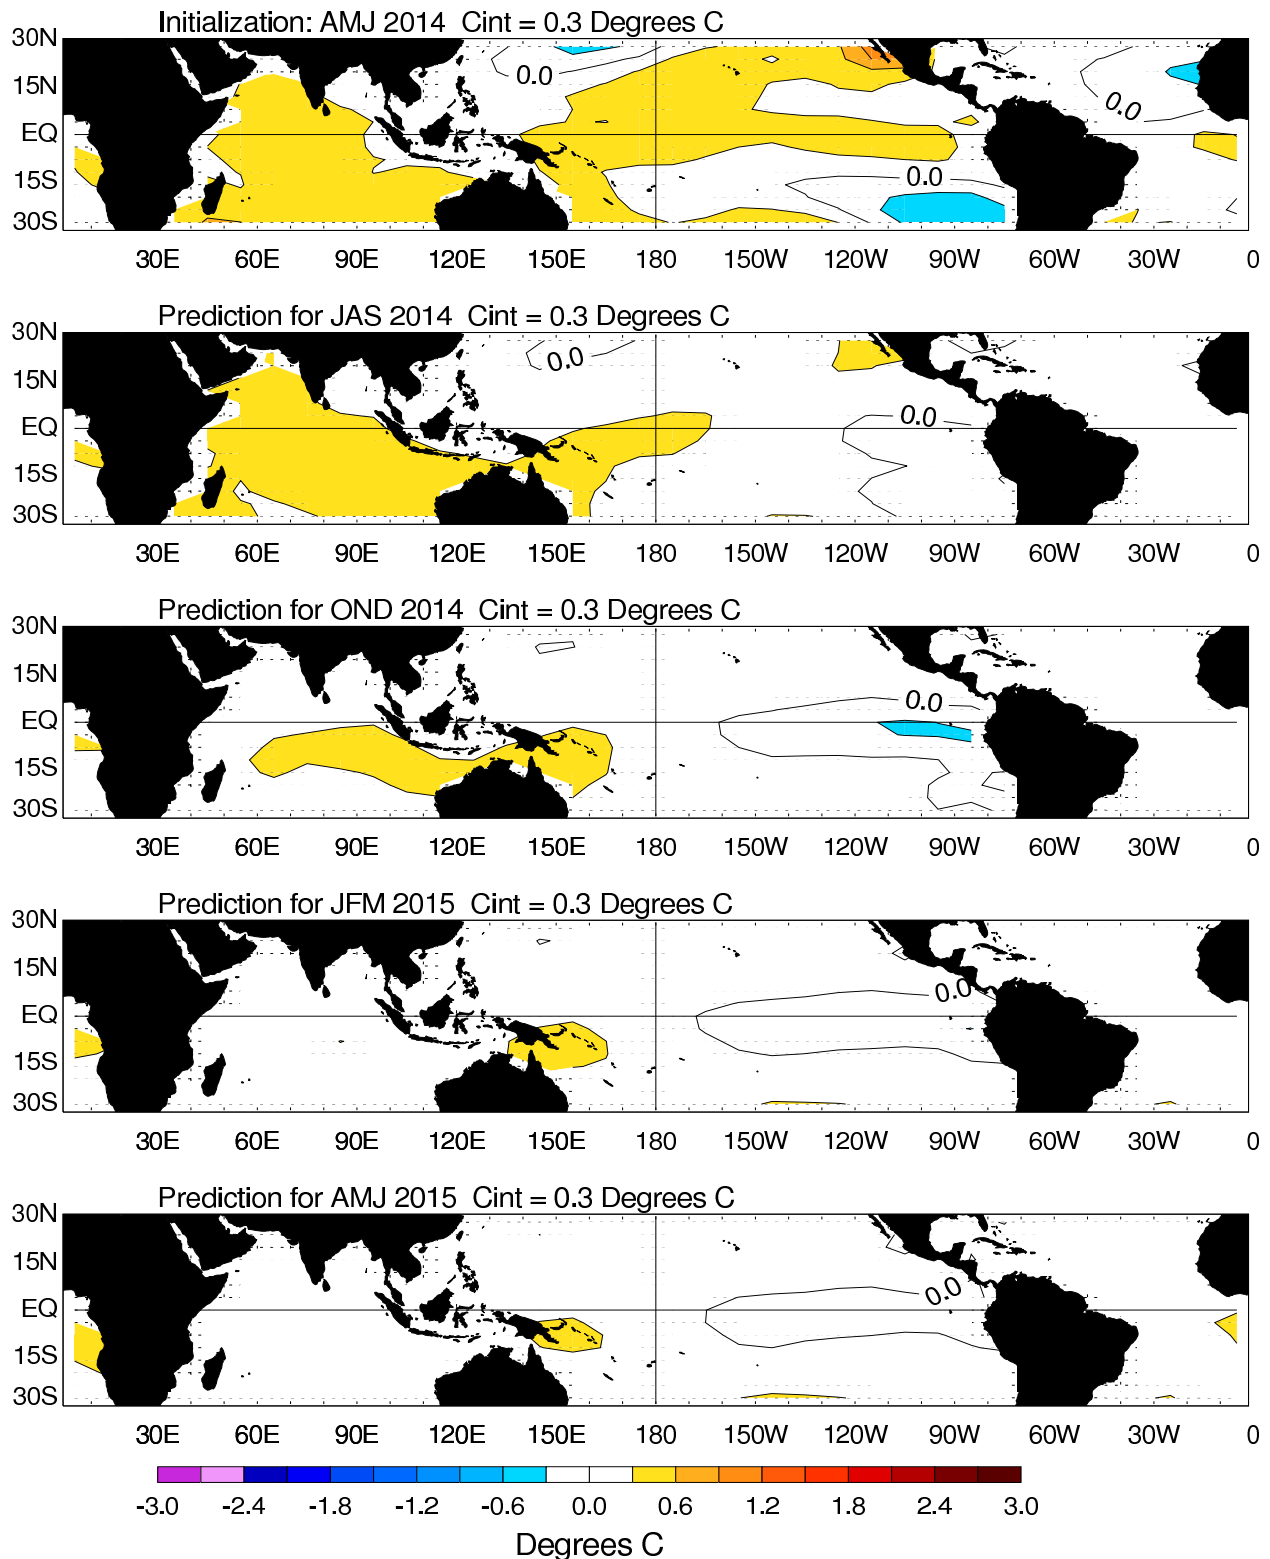 Initialization: AMJ 2014  Cint = 0.3 Degrees C
30N
0.0
15N
0.0
EQ
15S
0.0
30S
30E 60E 90E 120E 150E 180 150W 120W 90W 60W 30W 0
Prediction for JAS 2014  Cint = 0.3 Degrees C
30N
0.0
15N
0.0
EQ
15S
30S
30E 60E 90E 120E 150E 180 150W 120W 90W 60W 30W 0
Prediction for OND 2014  Cint = 0.3 Degrees C
30N
15N
0.0
EQ
15S
30S
30E 60E 90E 120E 150E 180 150W 120W 90W 60W 30W 0
Prediction for JFM 2015  Cint = 0.3 Degrees C
30N
15N
0.0
EQ
15S
30S
30E 60E 90E 120E 150E 180 150W 120W 90W 60W 30W 0
Prediction for AMJ 2015  Cint = 0.3 Degrees C
30N
15N
0.0
EQ
15S
30S
30E 60E 90E 120E 150E 180 150W 120W 90W 60W 30W 0
-3.0 -2.4 -1.8 -1.2 -0.6 0.0 0.6 1.2 1.8 2.4 3.0
Degrees C